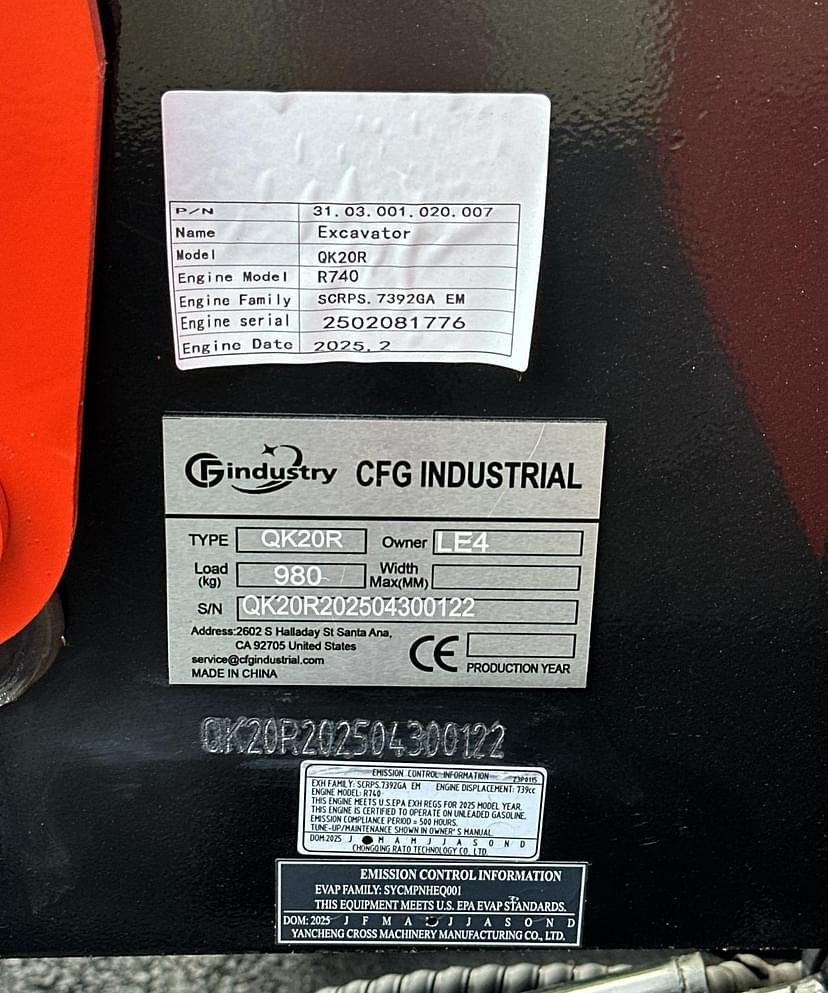 P/N 31.03.001.020.007
Name Excavator
Model QK20R
Engine Model R740
Engine Family SCRPS.7392GA EM
Engine serial 2502081776
Engine Date 2025.2
CFGindustry CFG INDUSTRIAL
TYPE QK20R Owner LE4
Load (kg) 980 Width Max(MM)
S/N QK20R202504300122
Address:2602 S Halladay St Santa Ana,
CA 92705 United States
service@cfgindustrial.com
MADE IN CHINA
CE PRODUCTION YEAR
QK20R202504300122
EMISSION CONTROL INFORMATION 23P0115
EXH FAMILY: SCRPS.7392GA EM ENGINE DISPLACEMENT: 739cc
ENGINE MODEL: R740
THIS ENGINE MEETS U.S.EPA EXH REGS FOR 2025 MODEL YEAR.
THIS ENGINE IS CERTIFIED TO OPERATE ON UNLEADED GASOLINE.
EMISSION COMPLIANCE PERIOD = 500 HOURS.
TUNE-UP/MAINTENANCE SHOWN IN OWNER'S MANUAL
DOM:2025 J M A M J J A S O N D
CHONGQING RATO TECHNOLOGY CO., LTD.
EMISSION CONTROL INFORMATION
EVAP FAMILY: SYCMPNHEQ001
THIS EQUIPMENT MEETS U.S. EPA EVAP STANDARDS.
DOM: 2025 J F M A J J A S O N D
YANCHENG CROSS MACHINERY MANUFACTURING CO., LTD.